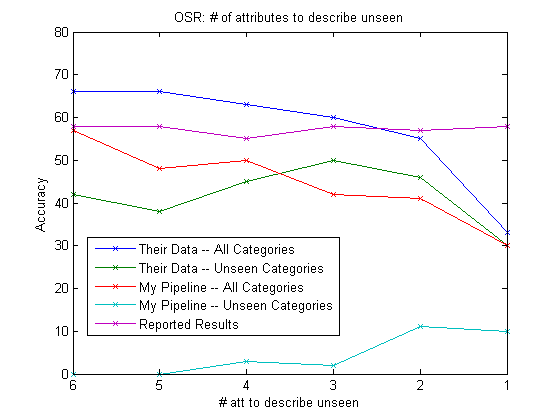 OSR: # of attributes to describe unseen
80
70
60
50
40
30
20
10
0
Accuracy
Their Data -- All Categories
Their Data -- Unseen Categories
My Pipeline -- All Categories
My Pipeline -- Unseen Categories
Reported Results
6 5 4 3 2 1
# att to describe unseen